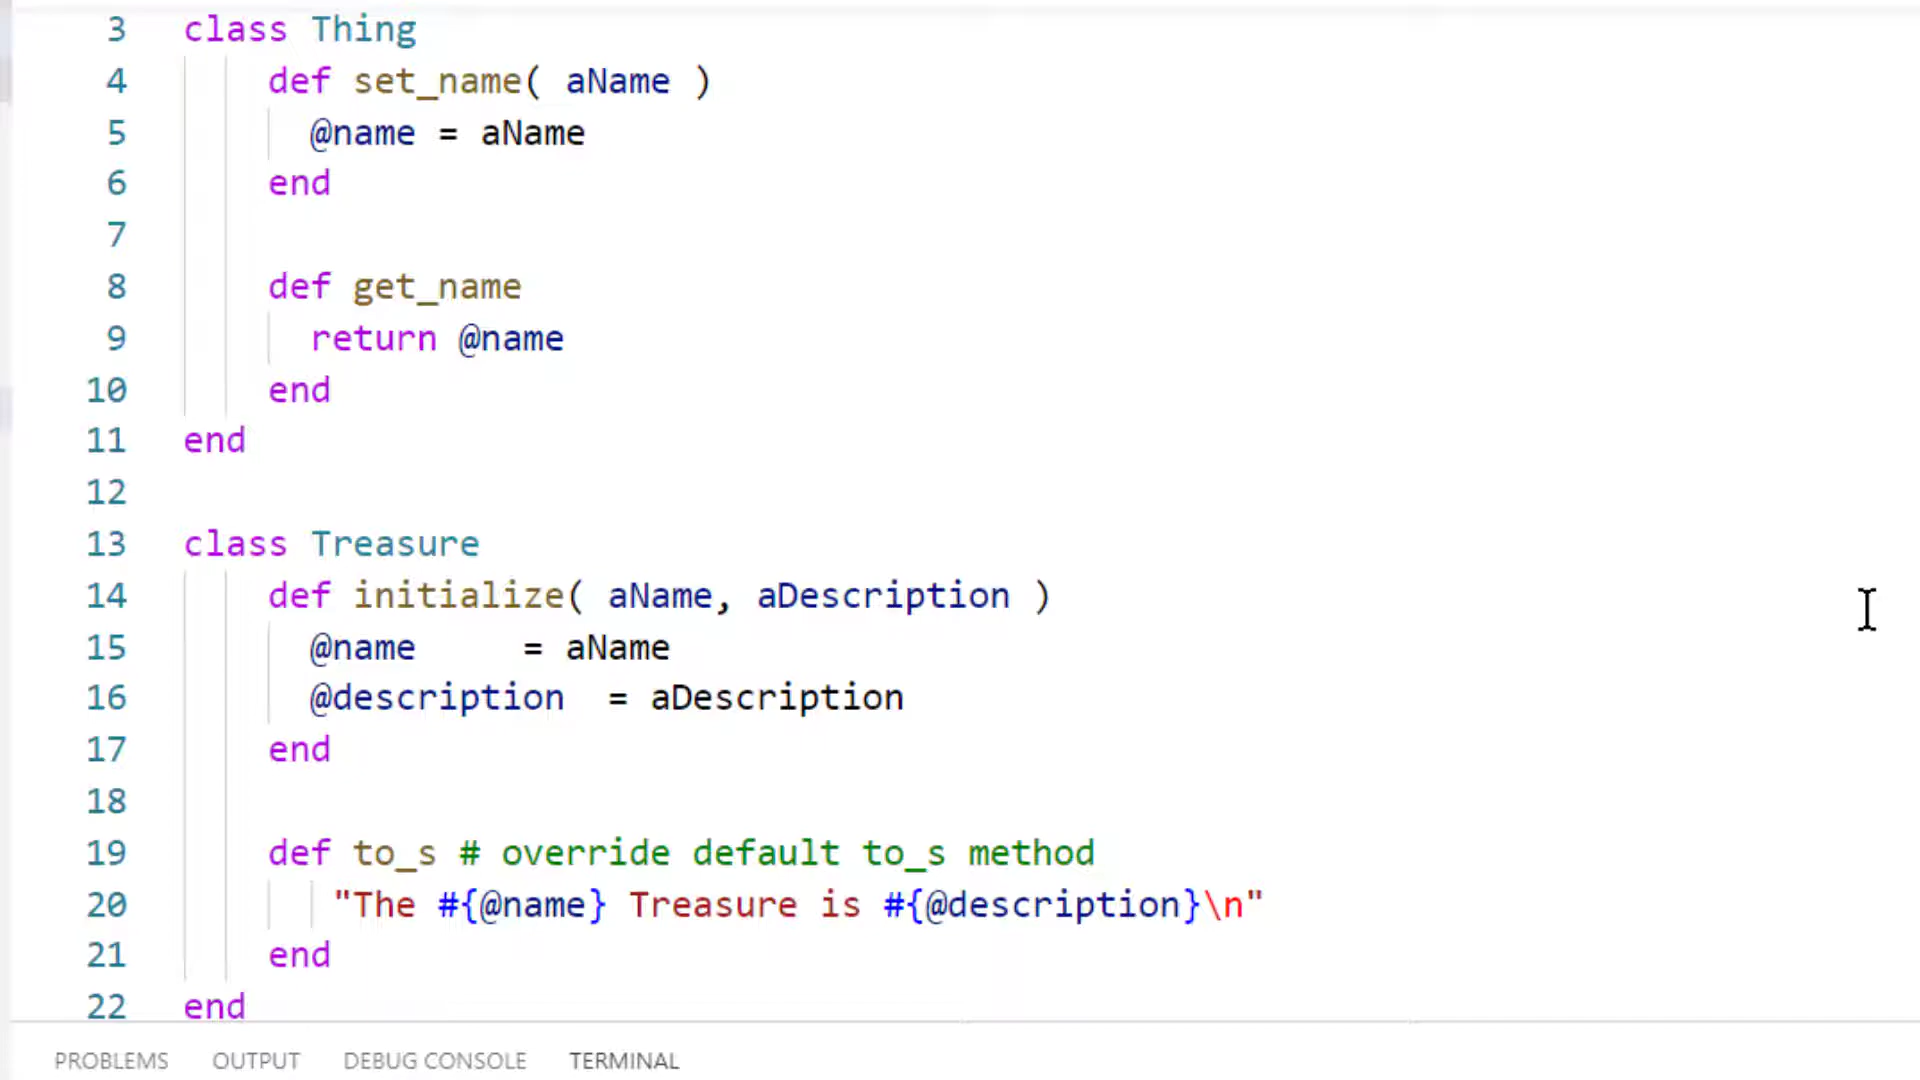 3 class Thing
4 def set_name( aName )
5 @name = aName
6 end
7
8 def get_name
9 return @name
10 end
11 end
12
13 class Treasure
14 def initialize( aName, aDescription )
15 @name = aName
16 @description = aDescription
17 end
18
19 def to_s # override default to_s method
20 "The #{@name} Treasure is #{@description}\n"
21 end
22 end
PROBLEMS OUTPUT DEBUG CONSOLE TERMINAL